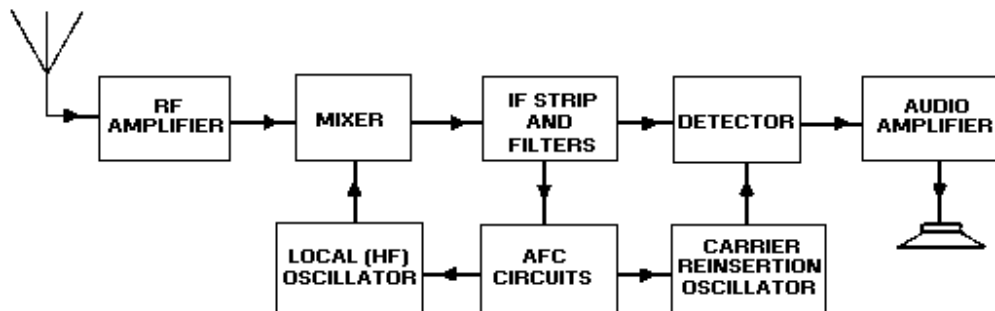 RF
AMPLIFIER
MIXER
IF STRIP
AND
FILTERS
DETECTOR
AUDIO
AMPLIFIER
LOCAL (HF)
OSCILLATOR
AFC
CIRCUITS
CARRIER
REINSERTION
OSCILLATOR